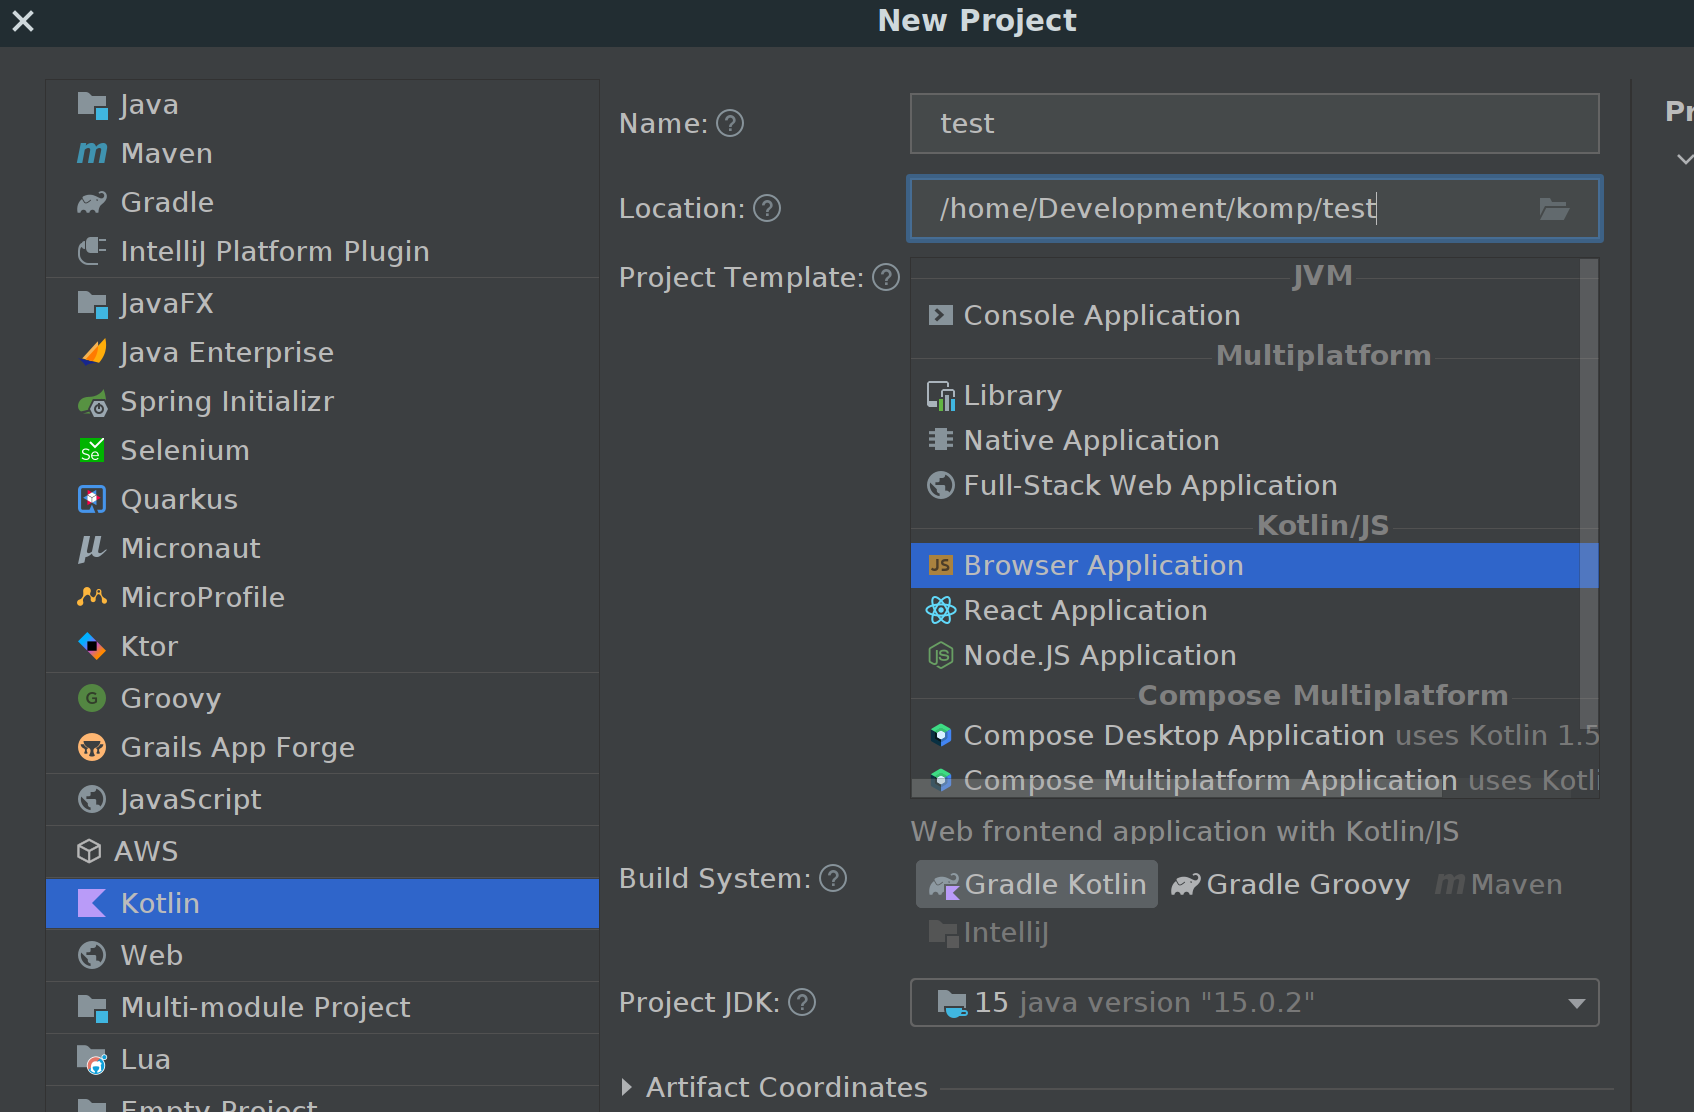 New Project
Java
Maven
Gradle
IntelliJ Platform Plugin
JavaFX
Java Enterprise
Spring Initializr
Selenium
Quarkus
Micronaut
MicroProfile
Ktor
Groovy
Grails App Forge
JavaScript
AWS
Kotlin
Web
Multi-module Project
Lua
Empty Project
Name: ?
test
Location: ?
/home/Development/komp/test
Project Template: ?
JVM
Console Application
Multiplatform
Library
Native Application
Full-Stack Web Application
Kotlin/JS
JS Browser Application
React Application
JS Node.JS Application
Compose Multiplatform
Compose Desktop Application uses Kotlin 1.5
Compose Multiplatform Application uses Kotli
Web frontend application with Kotlin/JS
Build System: ?
Gradle Kotlin Gradle Groovy Maven
IntelliJ
Project JDK: ?
15 java version "15.0.2"
Artifact Coordinates
Pr